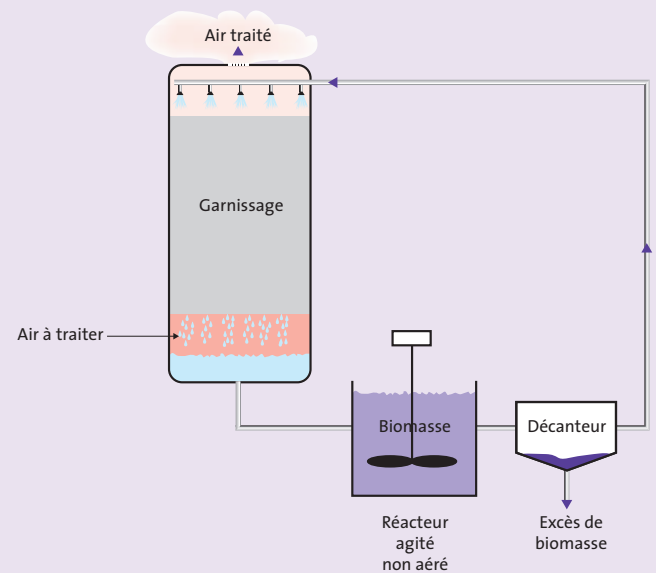 Air traité
Garnissage
Air à traiter
Biomasse
Décanteur
Réacteur
agité
non aéré
Excès de
biomasse